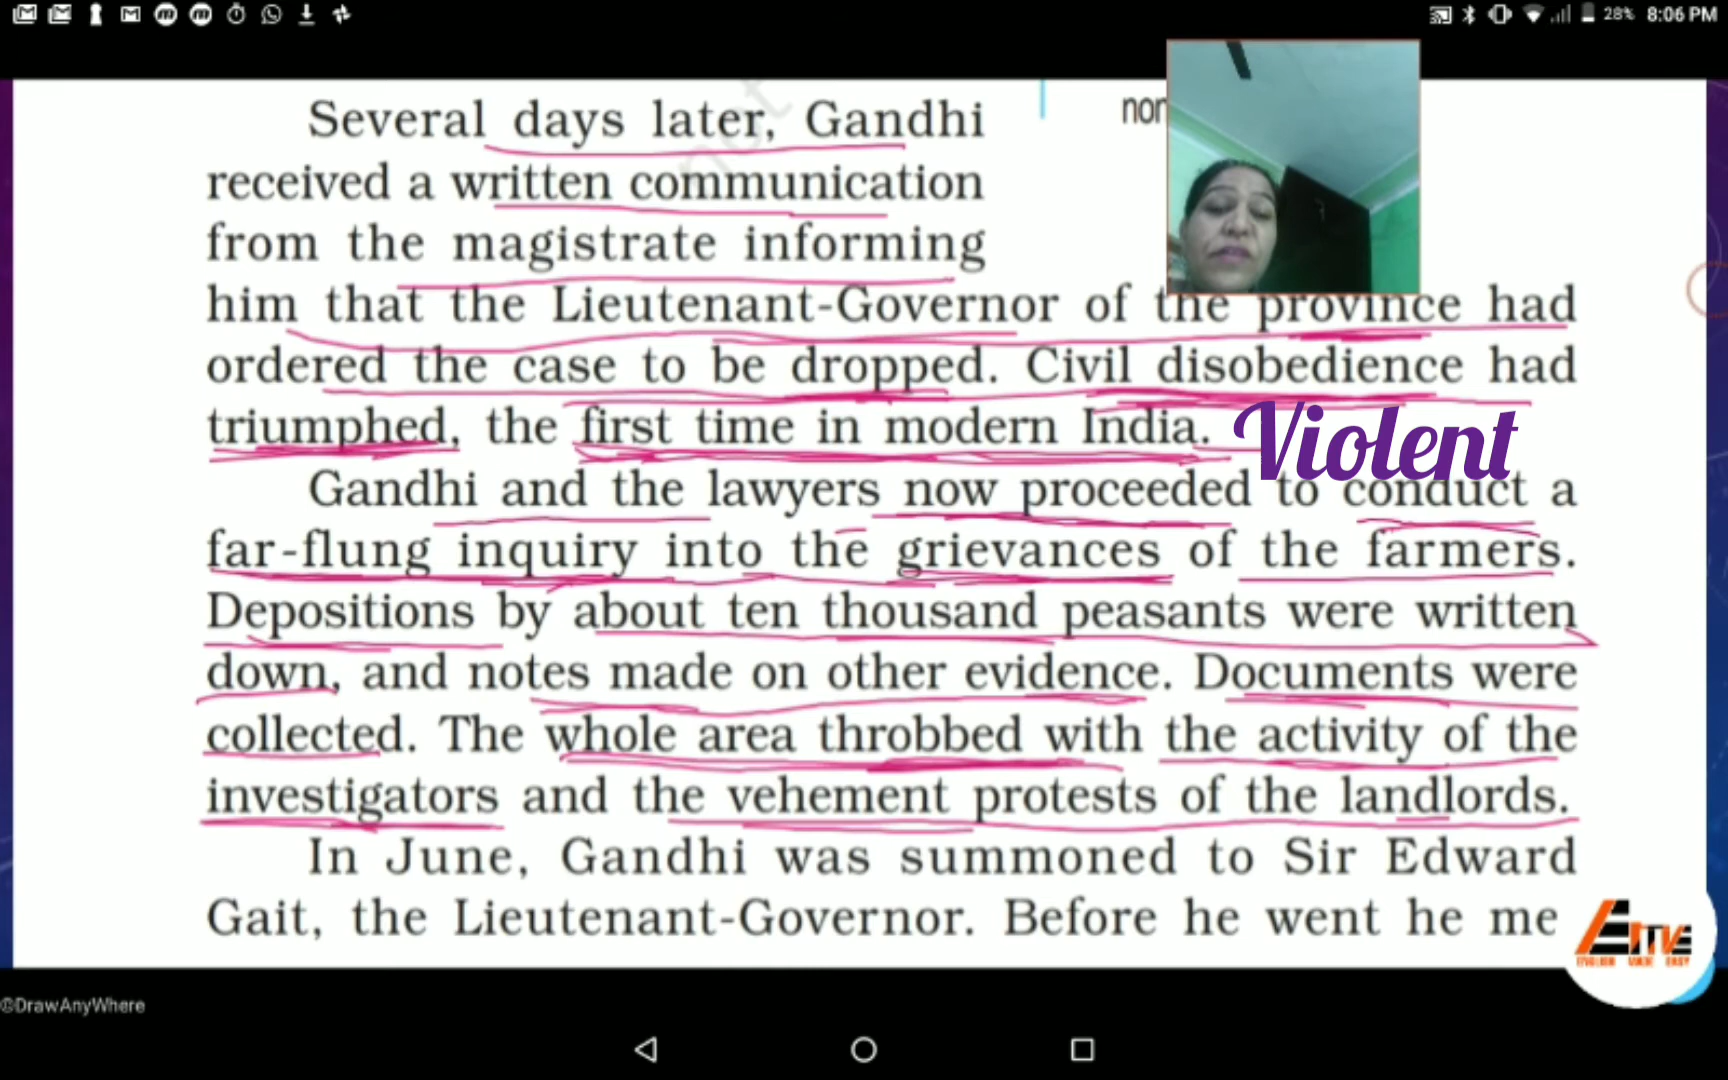 28% 8:06 PM
Several days later, Gandhi
received a written communication
from the magistrate informing
him that the Lieutenant-Governor of the province had
ordered the case to be dropped. Civil disobedience had
triumphed, the first time in modern India.
Violent
Gandhi and the lawyers now proceeded to conduct a
far-flung inquiry into the grievances of the farmers.
Depositions by about ten thousand peasants were written
down, and notes made on other evidence. Documents were
collected. The whole area throbbed with the activity of the
investigators and the vehement protests of the landlords.
In June, Gandhi was summoned to Sir Edward
Gait, the Lieutenant-Governor. Before he went he me
©DrawAnyWhere